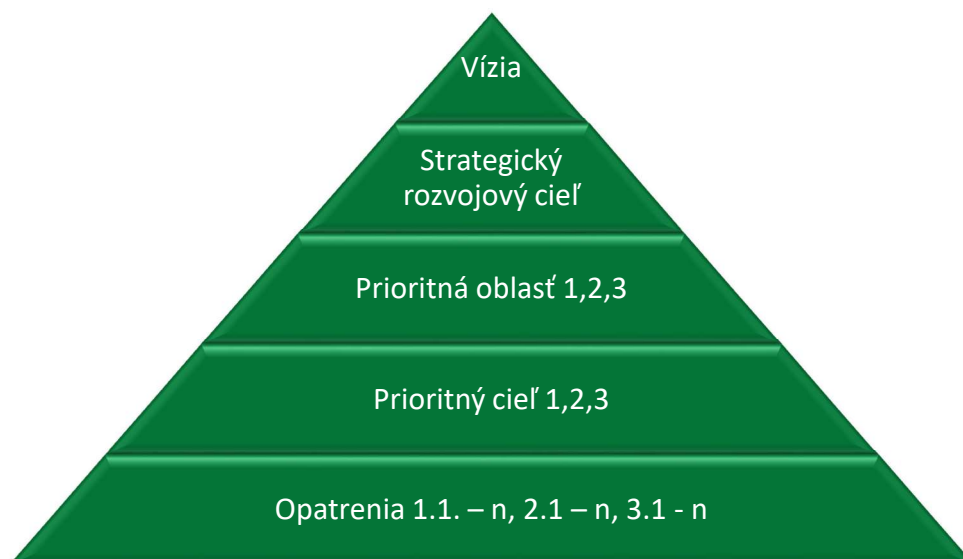 Vízia
Strategický
rozvojový cieľ
Prioritná oblasť 1,2,3
Prioritný cieľ 1,2,3
Opatrenia 1.1. – n, 2.1 – n, 3.1 - n